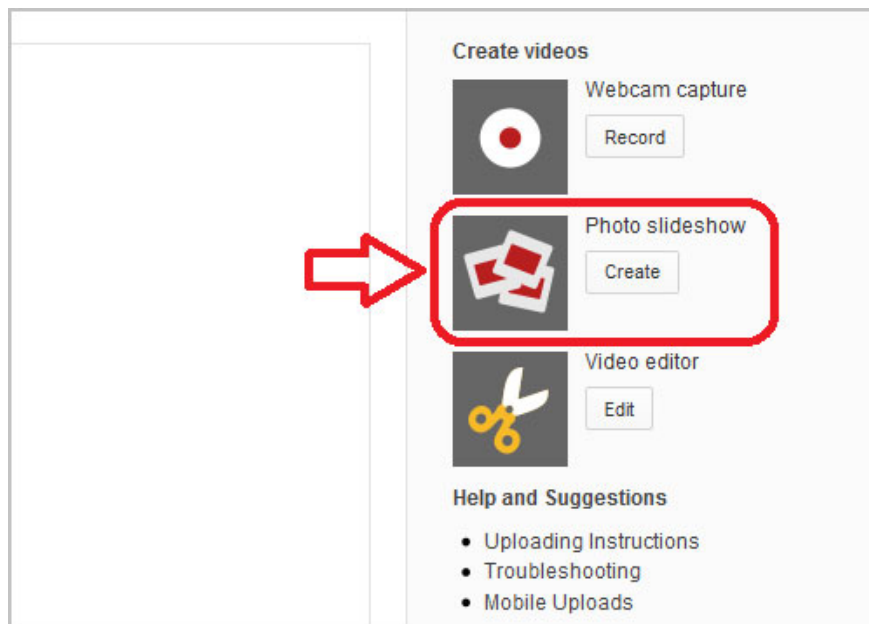 Create videos
Webcam capture
Record
Photo slideshow
Create
Video editor
Edit
Help and Suggestions
Uploading Instructions
Troubleshooting
Mobile Uploads